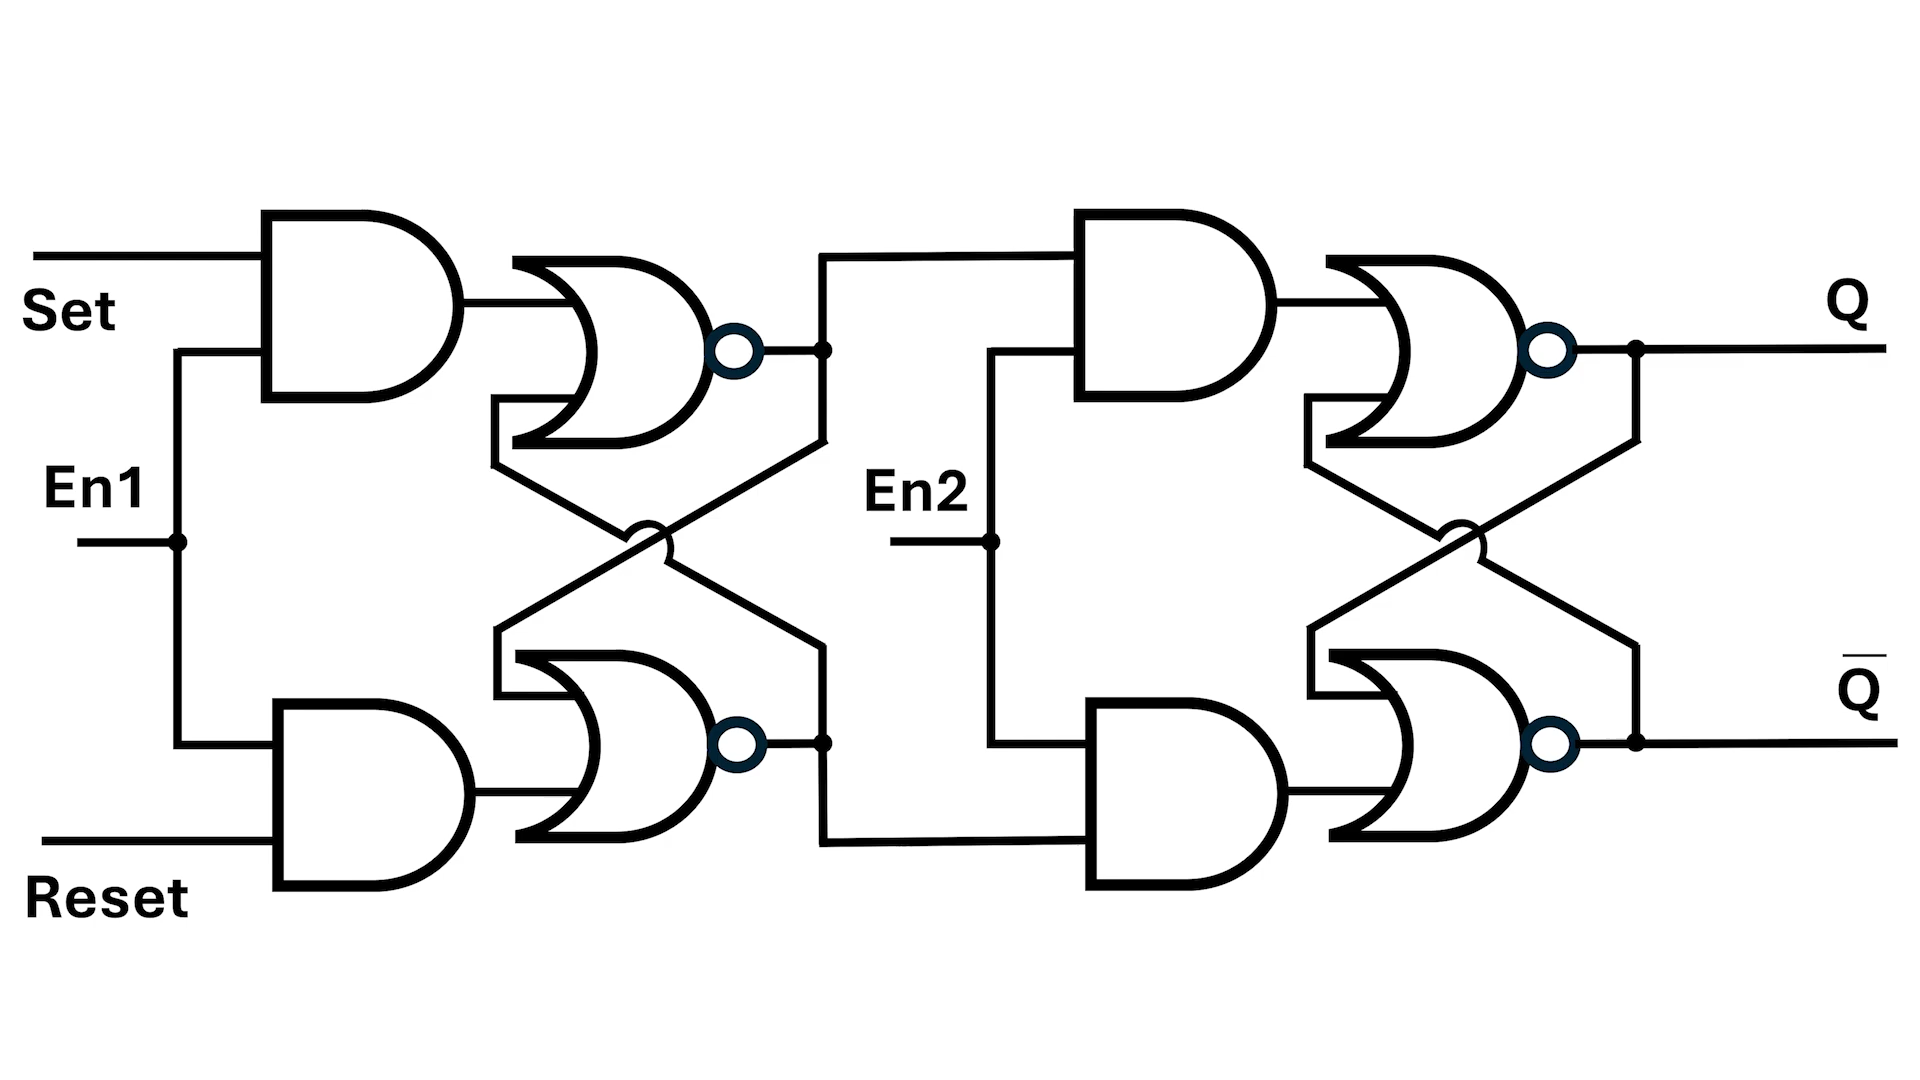 Set
En1
Reset
En2
Q
Q̅